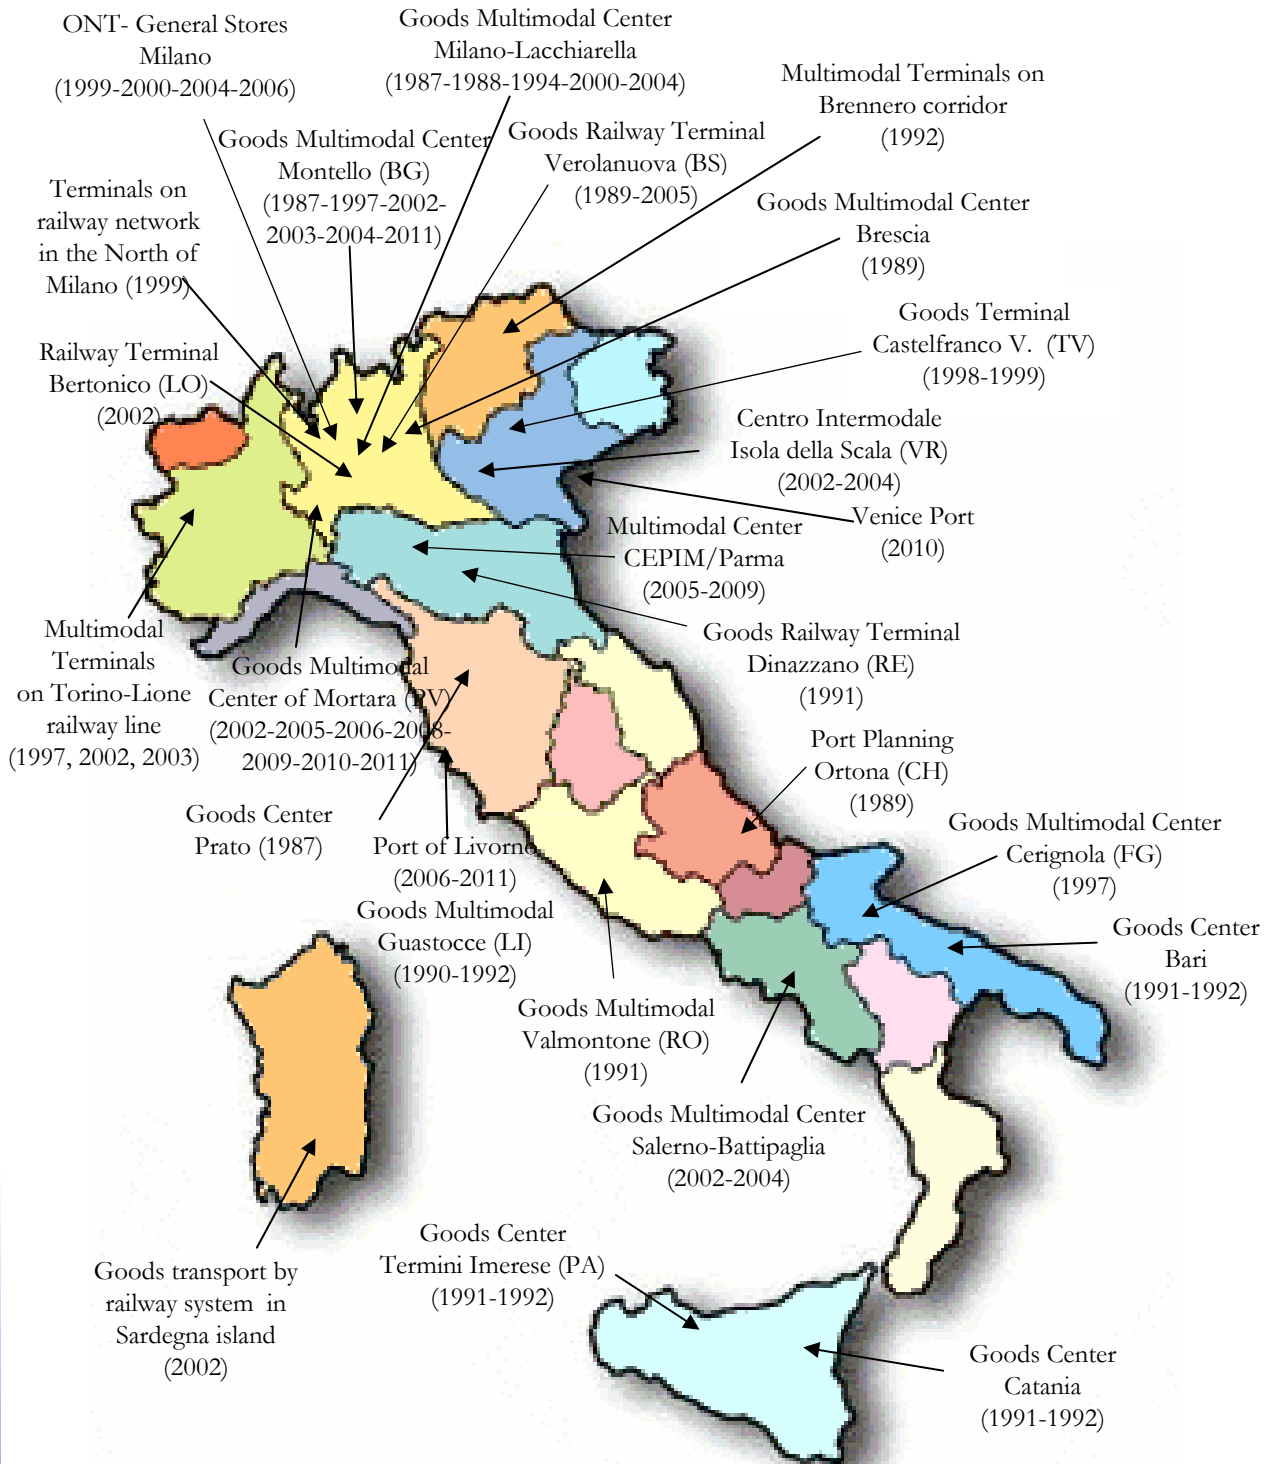 ONT- General Stores
Milano
(1999-2000-2004-2006)
Goods Multimodal Center
Milano-Lacchiarella
(1987-1988-1994-2000-2004)
Multimodal Terminals on
Brennero corridor
(1992)
Goods Multimodal Center
Montello (BG)
(1987-1997-2002-
2003-2004-2011)
Goods Railway Terminal
Verolanuova (BS)
(1989-2005)
Terminals on
railway network
in the North of
Milano (1999)
Goods Multimodal Center
Brescia
(1989)
Railway Terminal
Bertonico (LO)
(2002)
Goods Terminal
Castelfranco V. (TV)
(1998-1999)
Centro Intermodale
Isola della Scala (VR)
(2002-2004)
Venice Port
(2010)
Multimodal Center
CEPIM/Parma
(2005-2009)
Goods Railway Terminal
Dinazzano (RE)
(1991)
Multimodal
Terminals
on Torino-Lione
railway line
(1997, 2002, 2003)
Goods Multimodal
Center of Mortara (PV)
(2002-2005-2006-2008-
2009-2010-2011)
Port Planning
Ortona (CH)
(1989)
Goods Center
Prato (1987)
Port of Livorno
(2006-2011)
Goods Multimodal
Guastocce (LI)
(1990-1992)
Goods Multimodal Center
Cerignola (FG)
(1997)
Goods Center
Bari
(1991-1992)
Goods Multimodal
Valmontone (RO)
(1991)
Goods Multimodal Center
Salerno-Battipaglia
(2002-2004)
Goods Center
Termini Imerese (PA)
(1991-1992)
Goods transport by
railway system in
Sardegna island
(2002)
Goods Center
Catania
(1991-1992)